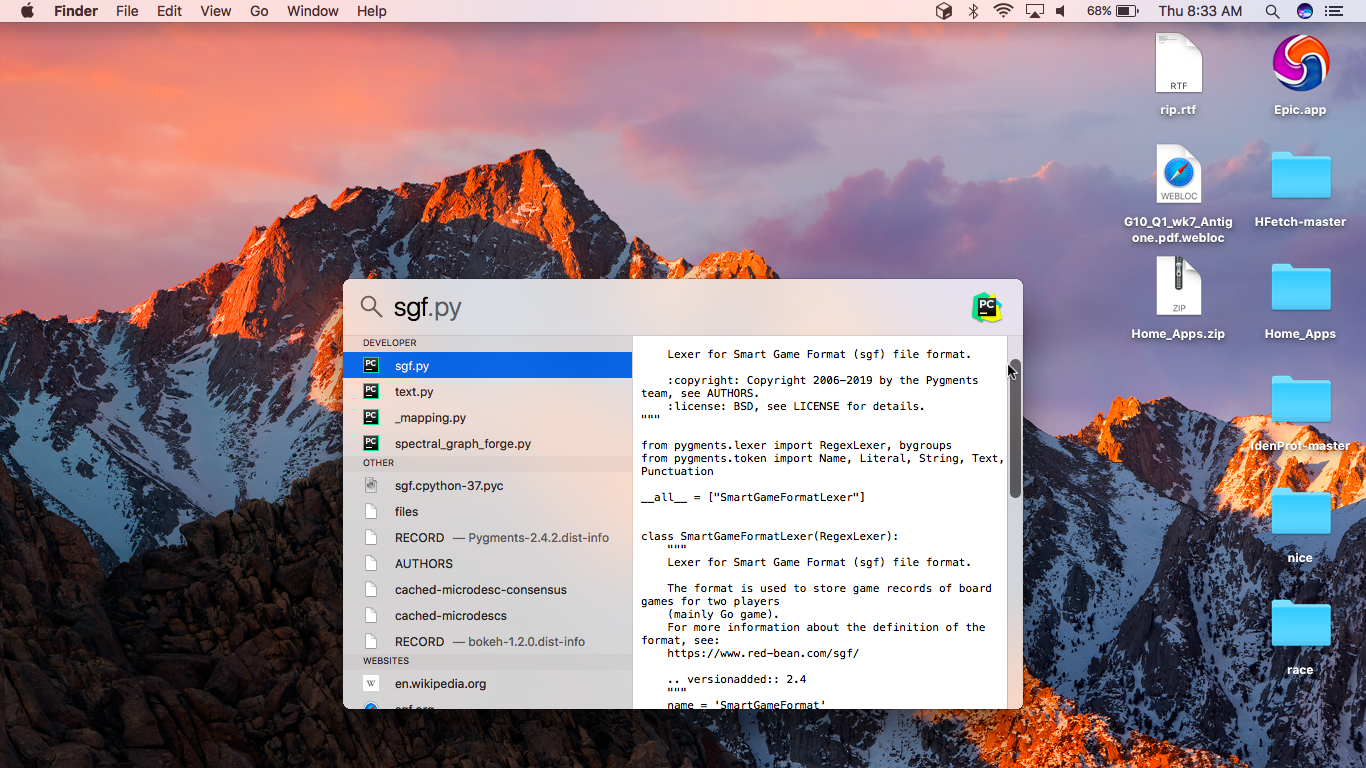 Finder File Edit View Go Window Help 68% Thu 8:33 AM
RTF
rip.rtf
Epic.app
WEBLOC
G10_Q1_wk7_Antig
one.pdf.webloc
HFetch-master
ZIP
Home_Apps.zip
Home_Apps
IdenProf-master
nice
race
sgf.py
PC
DEVELOPER
PC sgf.py
PC text.py
PC _mapping.py
PC spectral_graph_forge.py
OTHER
sgf.cpython-37.pyc
files
RECORD — Pygments-2.4.2.dist-info
AUTHORS
cached-microdesc-consensus
cached-microdescs
RECORD — bokeh-1.2.0.dist-info
WEBSITES
W en.wikipedia.org
sgf.org
Lexer for Smart Game Format (sgf) file format.
:copyright: Copyright 2006-2019 by the Pygments
team, see AUTHORS.
:license: BSD, see LICENSE for details.
"""
from pygments.lexer import RegexLexer, bygroups
from pygments.token import Name, Literal, String, Text,
Punctuation
__all__ = ["SmartGameFormatLexer"]
class SmartGameFormatLexer(RegexLexer):
"""
Lexer for Smart Game Format (sgf) file format.
The format is used to store game records of board
games for two players
(mainly Go game).
For more information about the definition of the
format, see:
https://www.red-bean.com/sgf/
.. versionadded:: 2.4
"""
name = 'SmartGameFormat'